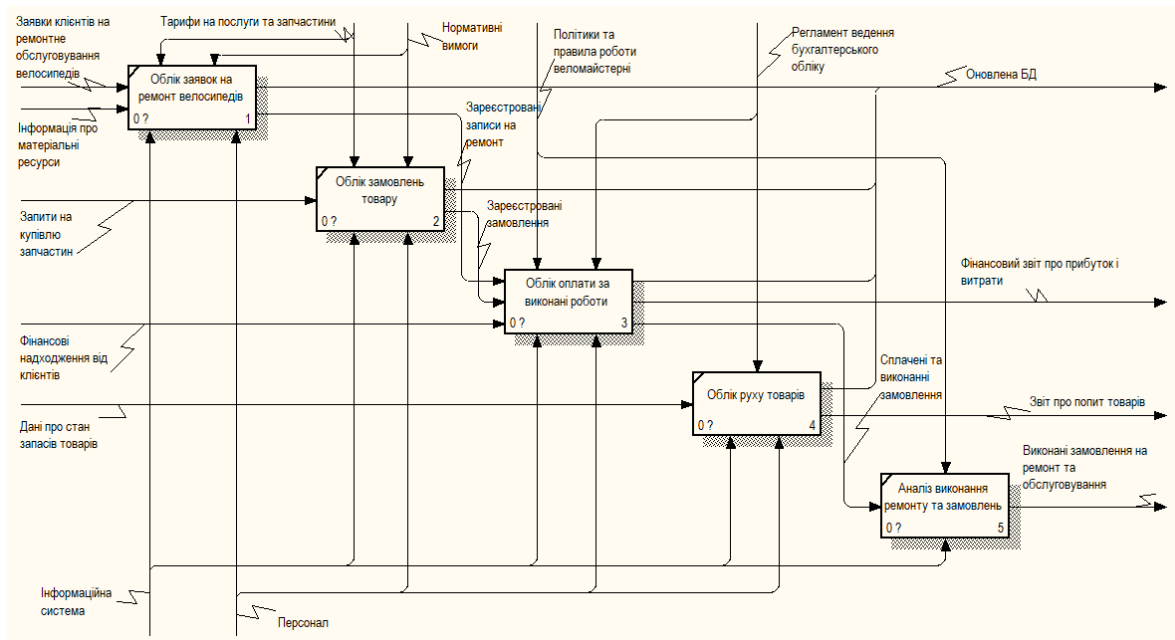 Заявки клієнтів на
ремонтне
обслуговування
велосипедів
Тарифи на послуги та запчастини
Нормативні
вимоги
Політики та
правила роботи
веломайстерні
Регламент ведення
бухгалтерського
обліку
Оновлена БД
Облік заявок на
ремонт велосипедів
0 ?
1
Інформація про
матеріальні
ресурси
Зареєстровані
записи на
ремонт
Облік замовлень
товару
0 ?
2
Запити на
купівлю
запчастин
Зареєстровані
замовлення
Облік оплати за
виконані роботи
0 ?
3
Фінансовий звіт про прибуток і
витрати
Фінансові
надходження від
клієнтів
Сплачені та
виконанні
замовлення
Облік руху товарів
0 ?
4
Звіт про попит товарів
Дані про стан
запасів товарів
Виконані замовлення на
ремонт та
обслуговування
Аналіз виконання
ремонту та замовлень
0 ?
5
Інформаційна
система
Персонал